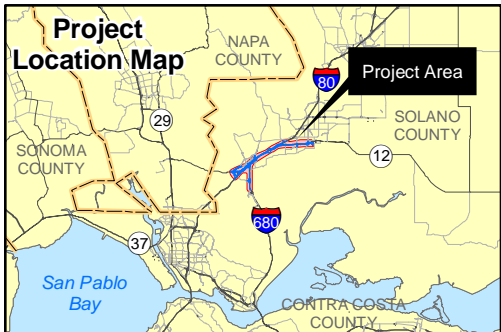 Project
Location Map
NAPA
COUNTY
80
Project Area
29
SOLANO
COUNTY
SONOMA
COUNTY
12
37
680
San Pablo
Bay
CONTRA COSTA
COUNTY